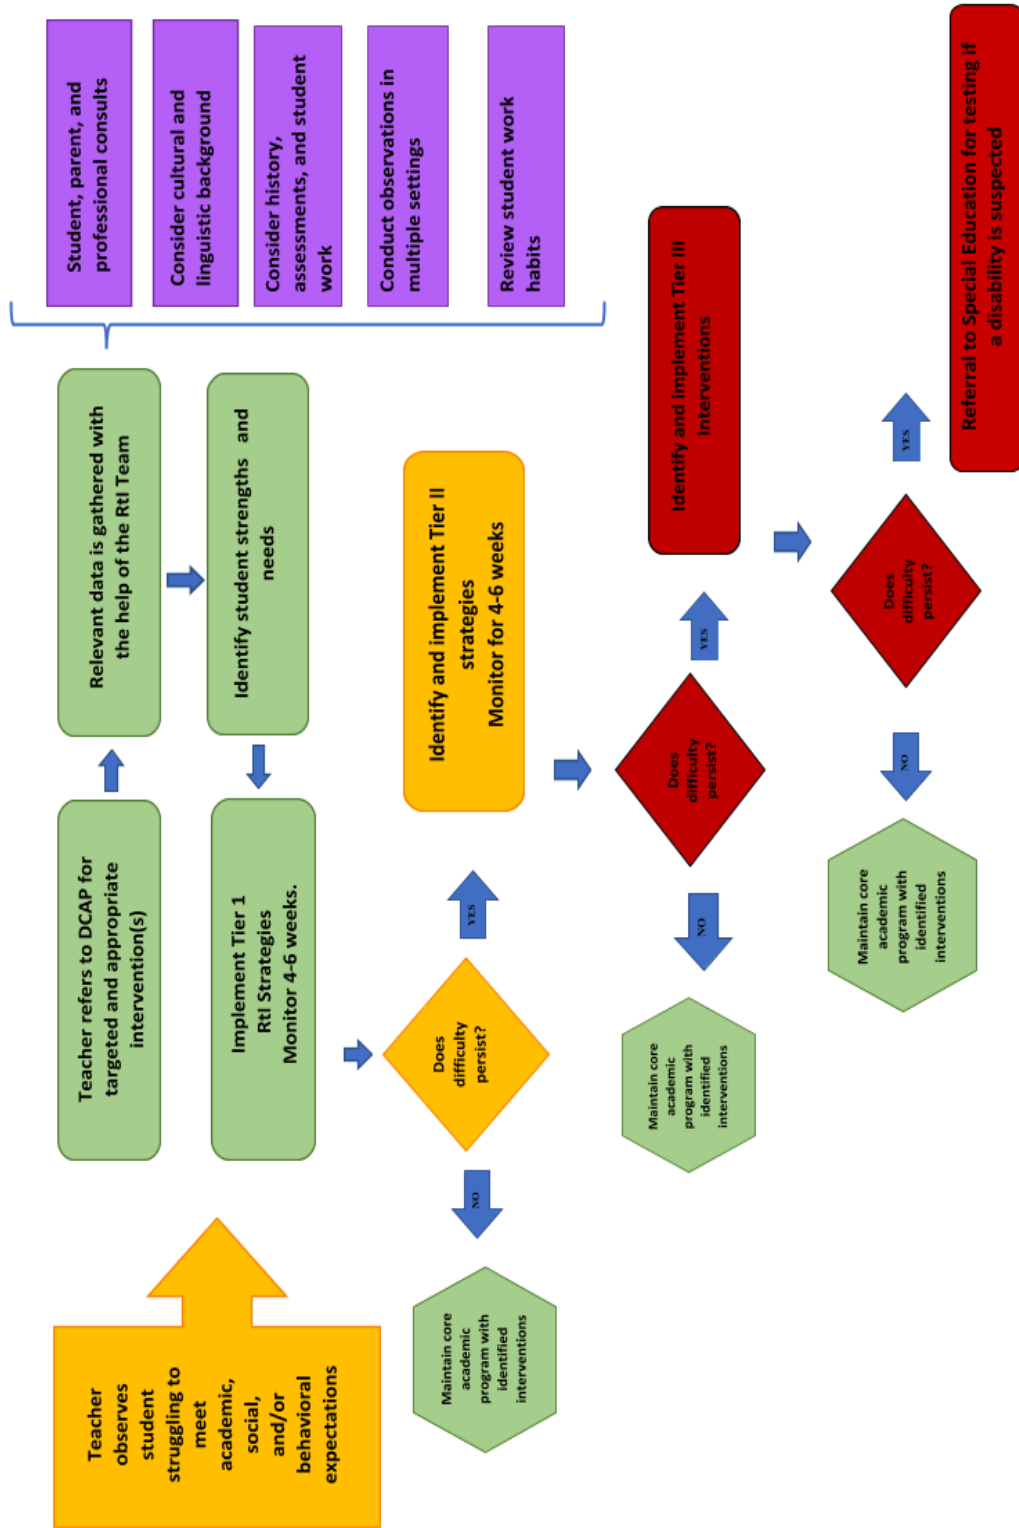 Teacher
observes
student
struggling to
meet
academic,
social,
and/or
behavioral
expectations
Teacher refers to DCAP for
targeted and appropriate
intervention(s)
Relevant data is gathered with
the help of the RtI Team
Student, parent, and
professional consults
Consider cultural and
linguistic background
Consider history,
assessments, and student
work
Conduct observations in
multiple settings
Review student work
habits
Identify student strengths and
needs
Implement Tier 1
RtI Strategies
Monitor 4-6 weeks.
Does
difficulty
persist?
NO
Maintain core
academic
program with
identified
interventions
YES
Identify and implement Tier II
strategies
Monitor for 4-6 weeks
Does
difficulty
persist?
NO
Maintain core
academic
program with
identified
interventions
YES
Identify and implement Tier III
Interventions
Does
difficulty
persist?
NO
Maintain core
academic
program with
identified
interventions
YES
Referral to Special Education for testing if
a disability is suspected